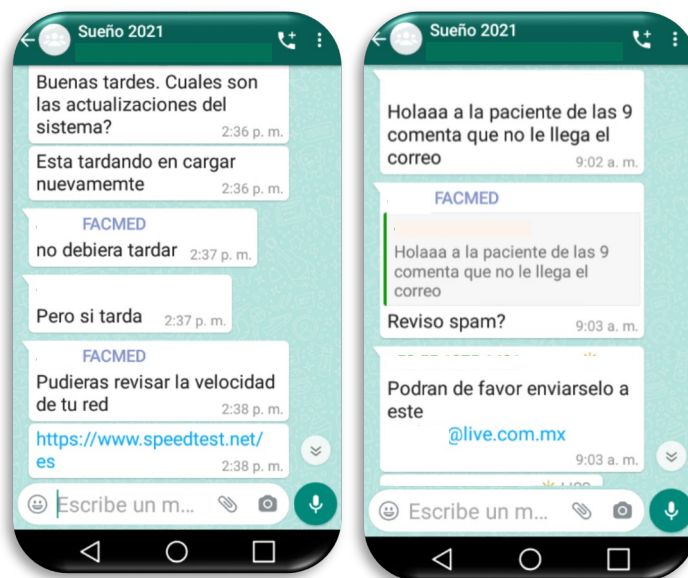 Sueño 2021
Buenas tardes. Cuales son
las actualizaciones del
sistema?
2:36 p. m.
Esta tardando en cargar
nuevamemte
2:36 p. m.
FACMED
no debiera tardar
2:37 p. m.
Pero si tarda
2:37 p. m.
FACMED
Pudieras revisar la velocidad
de tu red
2:38 p. m.
https://www.speedtest.net/
es
2:38 p. m.
Escribe un m...
Sueño 2021
Holaaa a la paciente de las 9
comenta que no le llega el
correo
9:02 a. m.
FACMED
Holaaa a la paciente de las 9
comenta que no le llega el
correo
Reviso spam?
9:03 a. m.
Podran de favor enviarselo a
este
@live.com.mx
9:03 a. m.
Escribe un m...